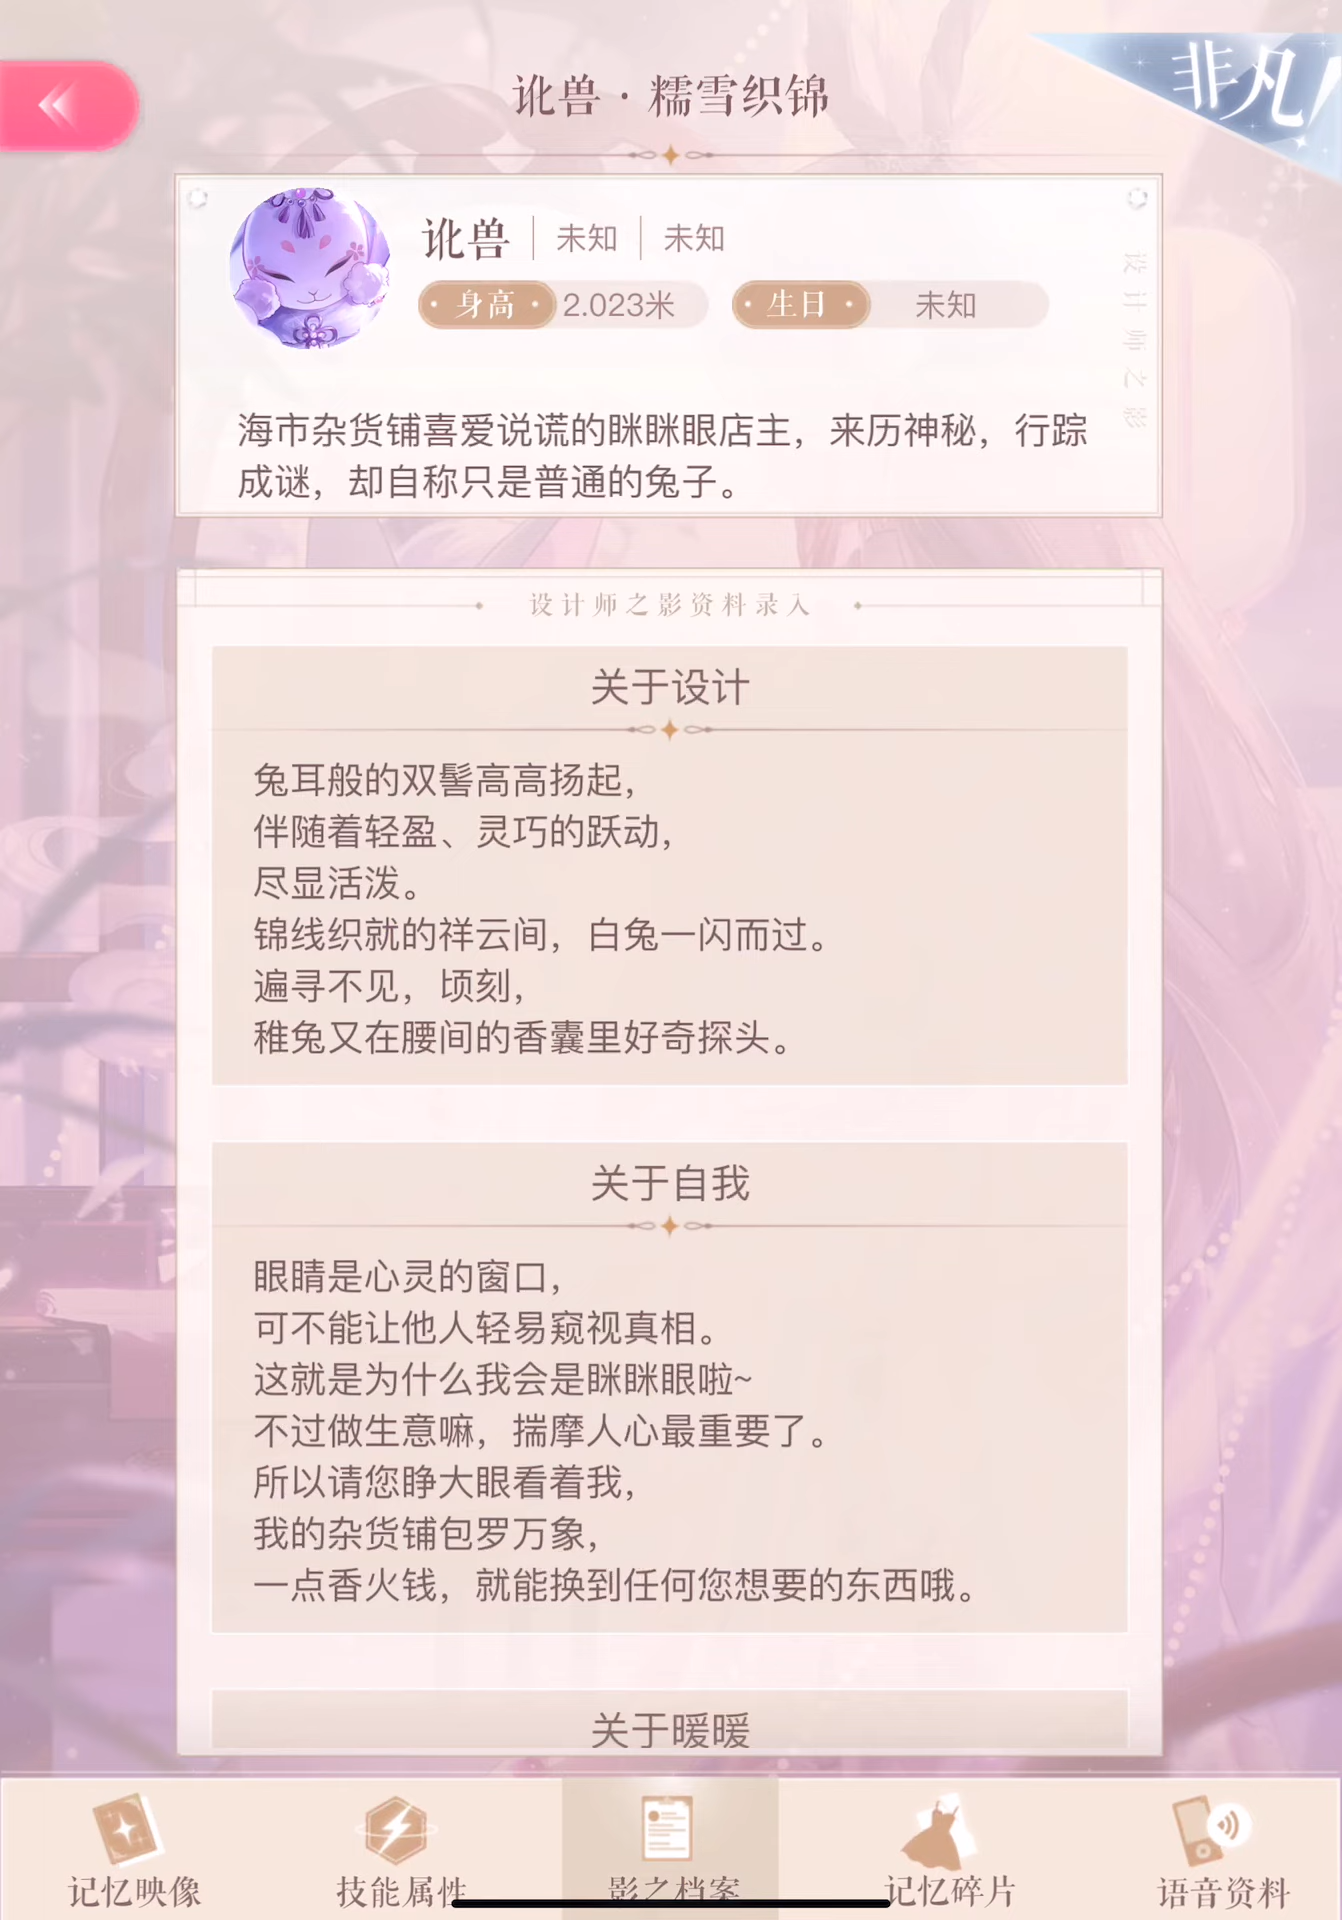 讹兽·糯雪织锦
非凡
讹兽 未知 未知
身高 2.023米 生日 未知
设计师之影
海市杂货铺喜爱说谎的眯眯眼店主，来历神秘，行踪
成谜，却自称只是普通的兔子。
设计师之影资料录入
关于设计
兔耳般的双髻高高扬起，
伴随着轻盈、灵巧的跃动，
尽显活泼。
锦线织就的祥云间，白兔一闪而过。
遍寻不见，顷刻，
稚兔又在腰间的香囊里好奇探头。
关于自我
眼睛是心灵的窗口，
可不能让他人轻易窥视真相。
这就是为什么我会是眯眯眼啦~
不过做生意嘛，揣摩人心最重要了。
所以请您睁大眼看着我，
我的杂货铺包罗万象，
一点香火钱，就能换到任何您想要的东西哦。
关于暖暖
记忆映像 技能属性 影之档案 记忆碎片 语音资料